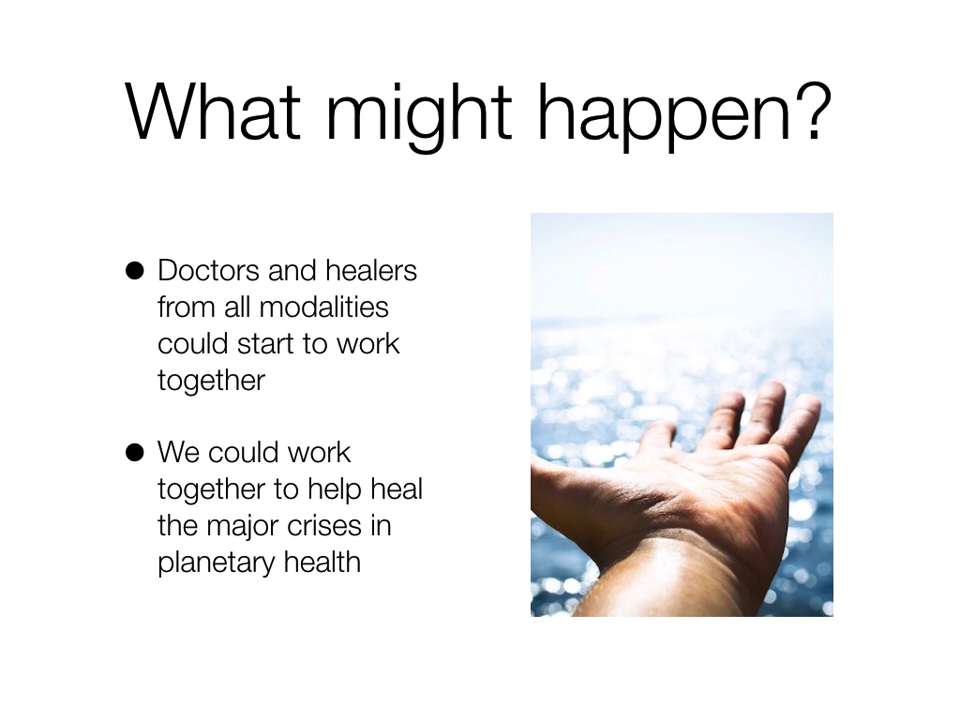 What might happen?
● Doctors and healers
from all modalities
could start to work
together
● We could work
together to help heal
the major crises in
planetary health